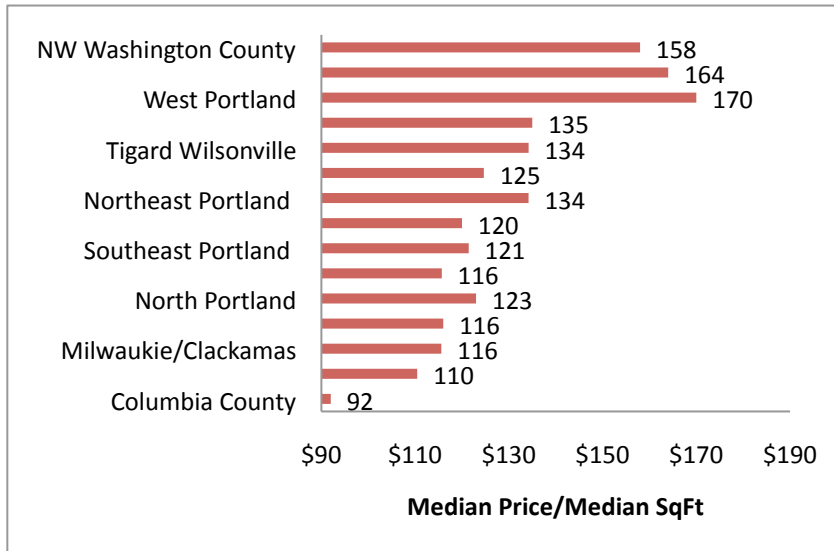 NW Washington County 158
164
West Portland 170
135
Tigard Wilsonville 134
125
Northeast Portland 134
120
Southeast Portland 121
116
North Portland 123
116
Milwaukie/Clackamas 116
110
Columbia County 92
$90 $110 $130 $150 $170 $190
Median Price/Median SqFt